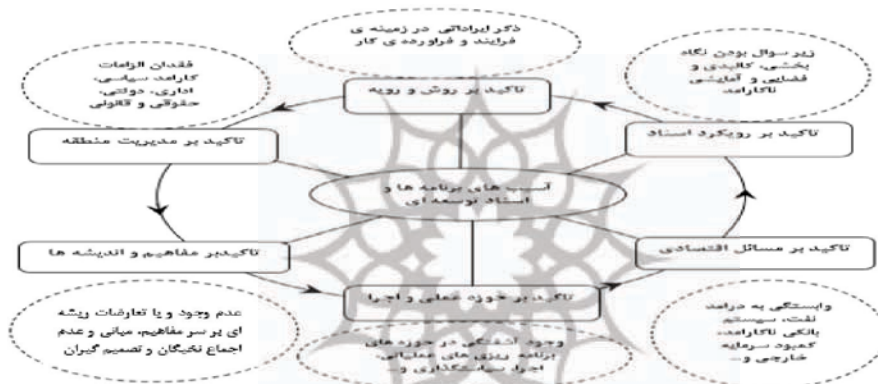 ذکر ایراداتی در زمینه ی
فرایند و فراورده ی کار
تاکید بر روش و رویه
زیر سوال بودن نگاه
بخشی، کالبدی و
فضایی و آمایشی
ناکارامد
تاکید بر رویکرد اسناد
فقدان الزامات
کارامد سیاسی،
اداری، دولتی،
حقوقی و قانونی
تاکید بر مدیریت منطقه
آسیب های برنامه ها و
اسناد توسعه ای
تاکید بر مسائل اقتصادی
وابستگی به درامد
نفت، سیستم
بانکی ناکارامد،
کمبود سرمایه
خارجی و...
تاکیدبر مفاهیم و اندیشه ها
عدم وجود و یا تعارضات ریشه
ای بر سر مفاهیم، مبانی و عدم
اجماع نخبگان و تصمیم گیران
تاکید بر حوزه عملی و اجرا
وجود آشفتگی در حوزه های
برنامه ریزی های عملیاتی،
اجرا، سیاستگذاری و...